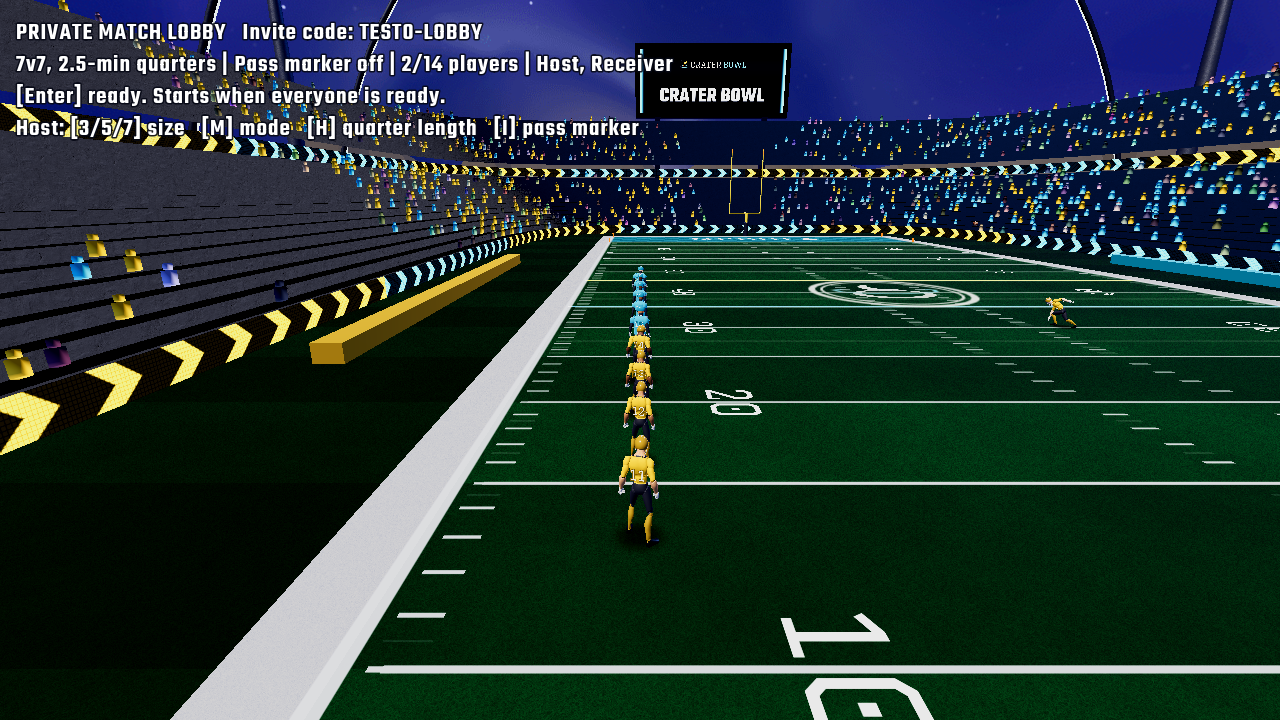 PRIVATE MATCH LOBBY Invite code: TESTO-LOBBY
7v7, 2.5-min quarters | Pass marker off | 2/14 players | Host, Receiver
[Enter] ready. Starts when everyone is ready.
Host: [3/5/7] size [M] mode [H] quarter length [I] pass marker
CRATER BOWL
CRATER BOWL
30
20
11
10